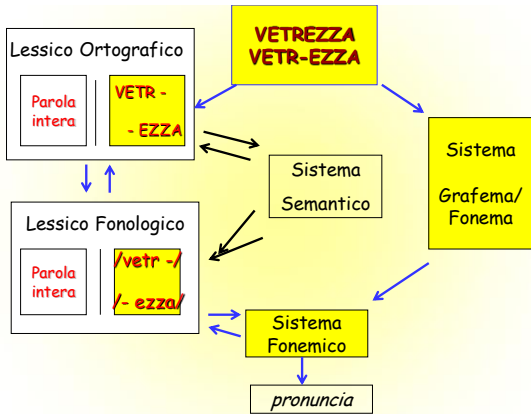 VETREZZA
VETR-EZZA
Lessico Ortografico
Parola
intera
VETR -
- EZZA
Sistema
Semantico
Sistema
Grafema/
Fonema
Lessico Fonologico
Parola
intera
/vetr -/
/- ezza/
Sistema
Fonemico
pronuncia